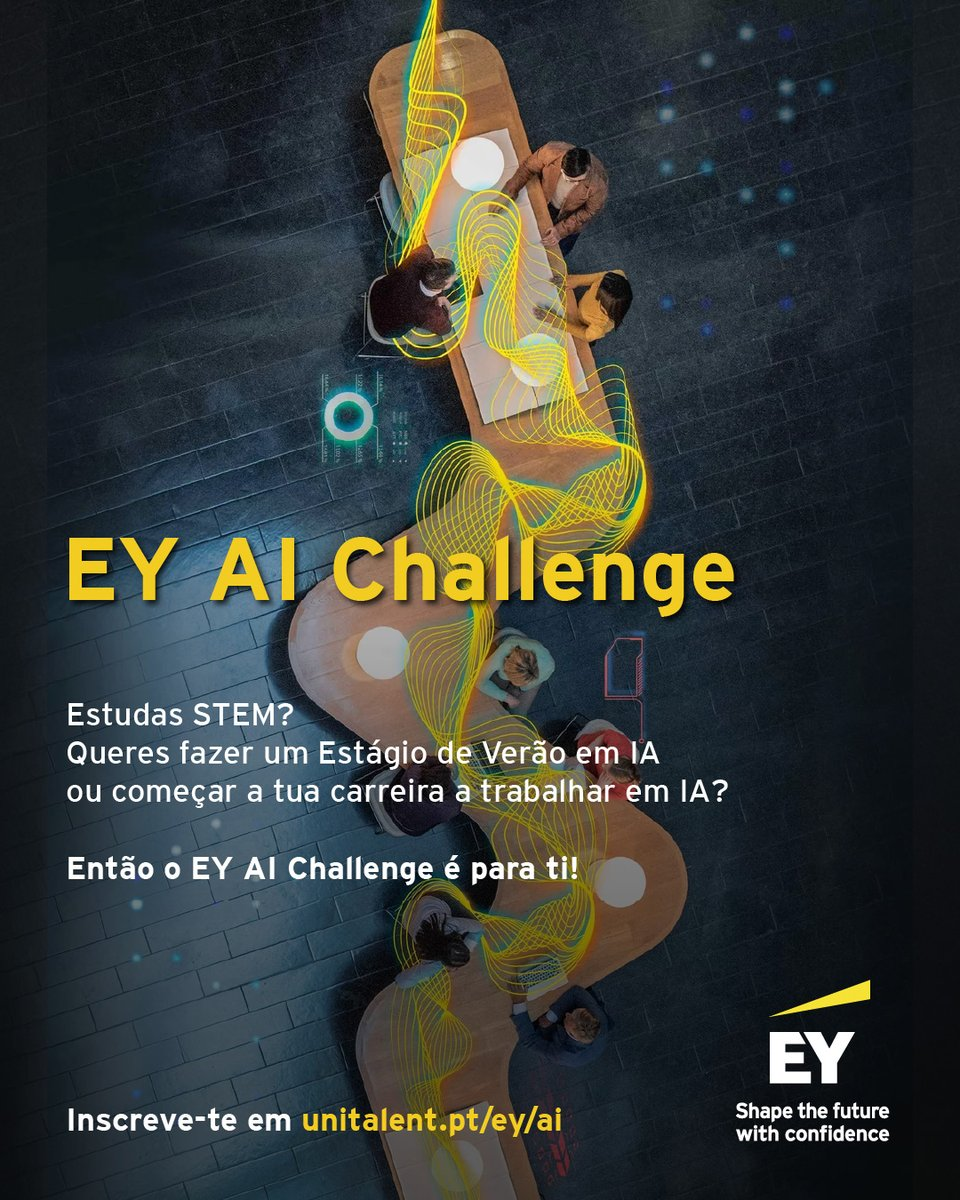 EY AI Challenge
Estudas STEM?
Queres fazer um Estágio de Verão em IA
ou começar a tua carreira a trabalhar em IA?
Então o EY AI Challenge é para ti!
Inscreve-te em unitalent.pt/ey/ai
EY
Shape the future
with confidence